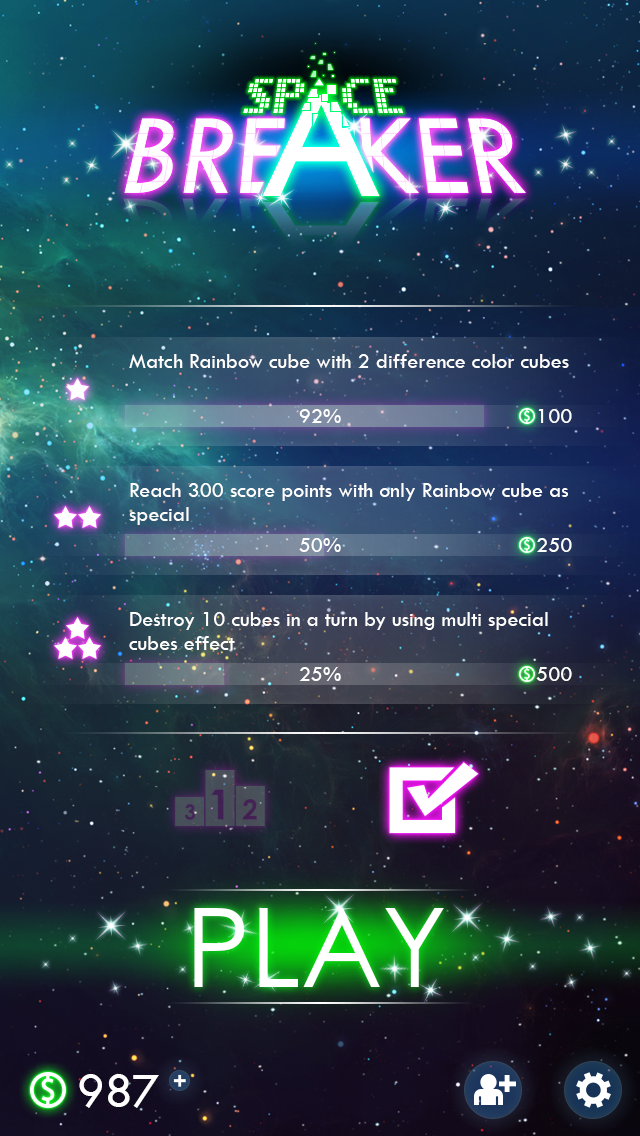 SPACE
BREAKER
Match Rainbow cube with 2 difference color cubes
92%
$100
Reach 300 score points with only Rainbow cube as
special
50%
$250
Destroy 10 cubes in a turn by using multi special
cubes effect
25%
$500
3 1 2
PLAY
$ 987 +